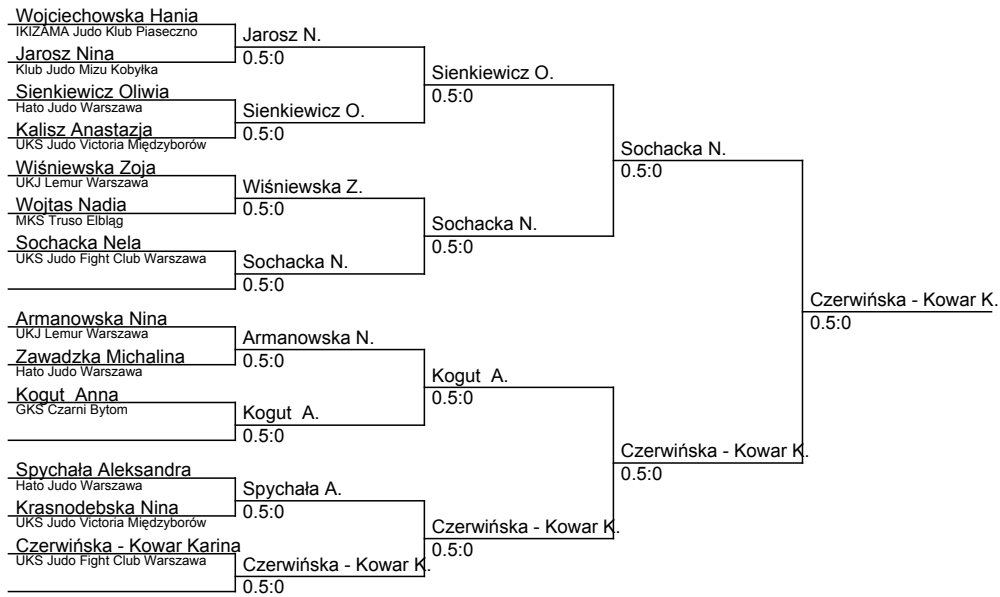 Wojciechowska Hania
IKIZAMA Judo Klub Piaseczno
Jarosz Nina
Klub Judo Mizu Kobyłka
Sienkiewicz Oliwia
Hato Judo Warszawa
Kalisz Anastazja
UKS Judo Victoria Międzyborów
Wiśniewska Zoja
UKJ Lemur Warszawa
Wojtas Nadia
MKS Truso Elbląg
Sochacka Nela
UKS Judo Fight Club Warszawa
Armanowska Nina
UKJ Lemur Warszawa
Zawadzka Michalina
Hato Judo Warszawa
Kogut  Anna
GKS Czarni Bytom
Spychała Aleksandra
Hato Judo Warszawa
Krasnodebska Nina
UKS Judo Victoria Międzyborów
Czerwińska - Kowar Karina
UKS Judo Fight Club Warszawa
Jarosz N.
0.5:0
Sienkiewicz O.
0.5:0
Wiśniewska Z.
0.5:0
Sochacka N.
0.5:0
Armanowska N.
0.5:0
Kogut  A.
0.5:0
Spychała A.
0.5:0
Czerwińska - Kowar K.
0.5:0
Sienkiewicz O.
0.5:0
Sochacka N.
0.5:0
Kogut  A.
0.5:0
Czerwińska - Kowar K.
0.5:0
Sochacka N.
0.5:0
Czerwińska - Kowar K.
0.5:0
Czerwińska - Kowar K.
0.5:0